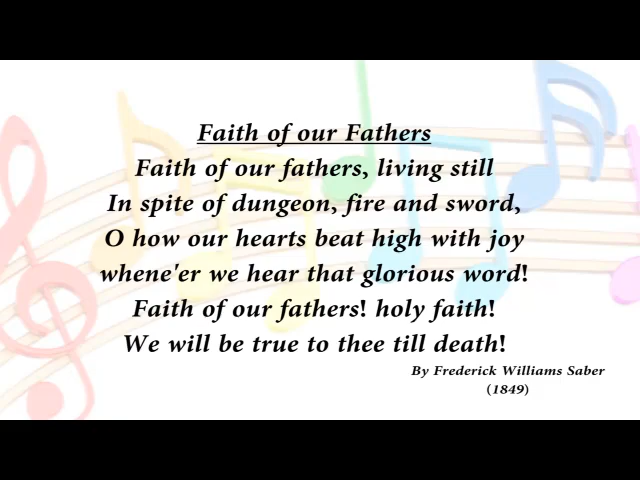 Faith of our Fathers
Faith of our fathers, living still
In spite of dungeon, fire and sword,
O how our hearts beat high with joy
whene'er we hear that glorious word!
Faith of our fathers! holy faith!
We will be true to thee till death!
By Frederick Williams Saber
(1849)